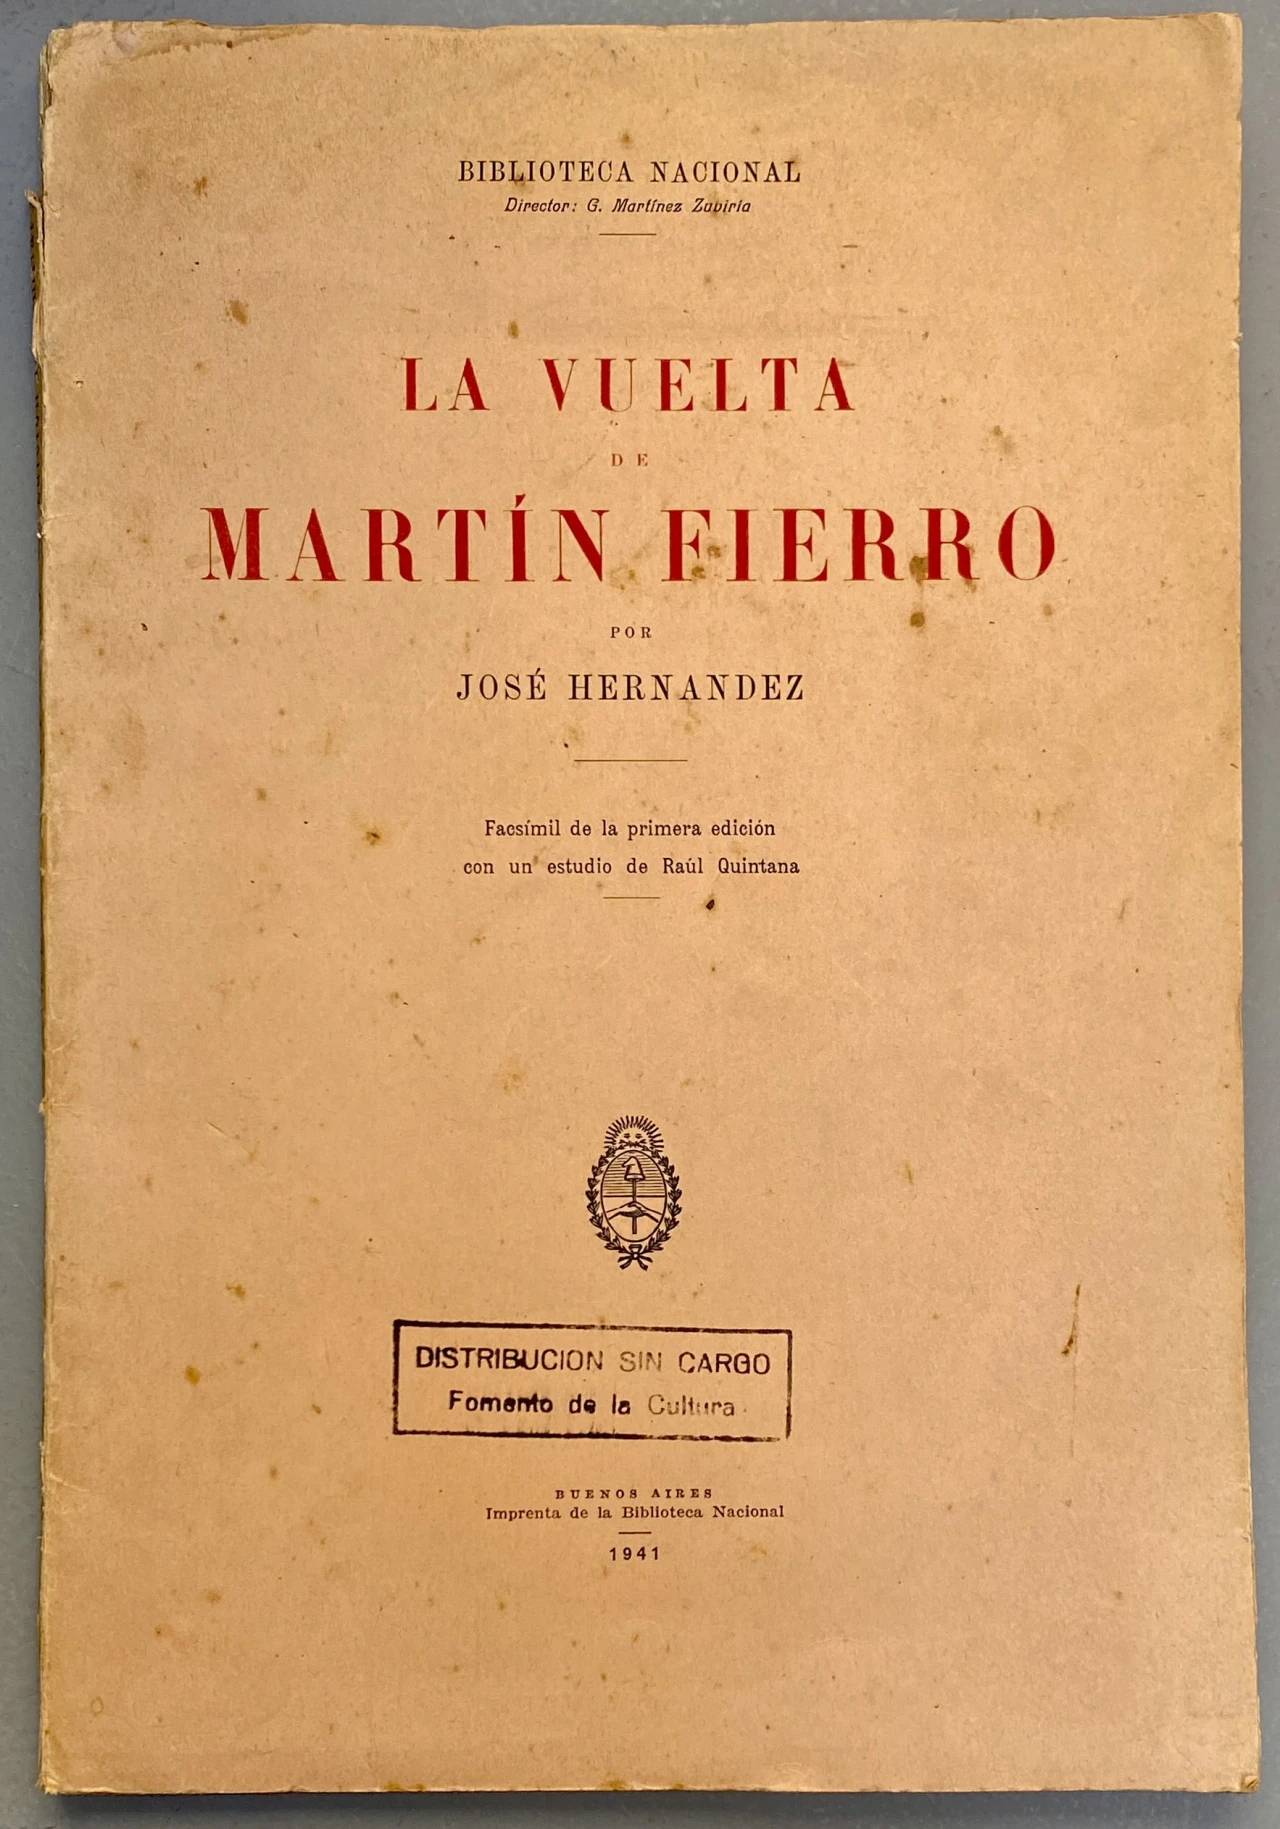 BIBLIOTECA NACIONAL
Director: G. Martínez Zuviría
LA VUELTA
DE
MARTÍN FIERRO
POR
JOSÉ HERNANDEZ
Facsímil de la primera edición
con un estudio de Raúl Quintana
DISTRIBUCION SIN CARGO
Fomento de la Cultura
BUENOS AIRES
Imprenta de la Biblioteca Nacional
1941